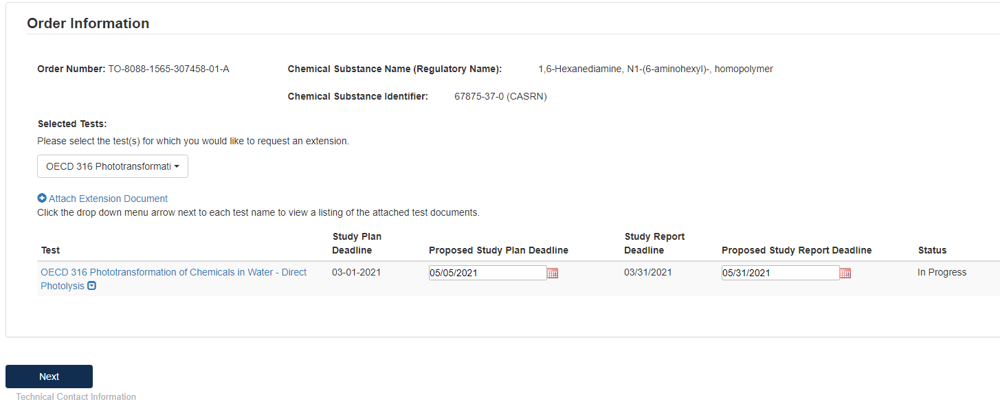 Order Information
Order Number: TO-8088-1565-307458-01-A
Chemical Substance Name (Regulatory Name): 1,6-Hexanediamine, N1-(6-aminohexyl)-, homopolymer
Chemical Substance Identifier: 67875-37-0 (CASRN)
Selected Tests:
Please select the test(s) for which you would like to request an extension.
OECD 316 Phototransformati
Attach Extension Document
Click the drop down menu arrow next to each test name to view a listing of the attached test documents.
Study Plan Study Report
Test Deadline Proposed Study Plan Deadline Deadline Proposed Study Report Deadline Status
OECD 316 Phototransformation of Chemicals in Water - Direct 03-01-2021 05/05/2021 03/31/2021 05/31/2021 In Progress
Photolysis
Next
Technical Contact Information